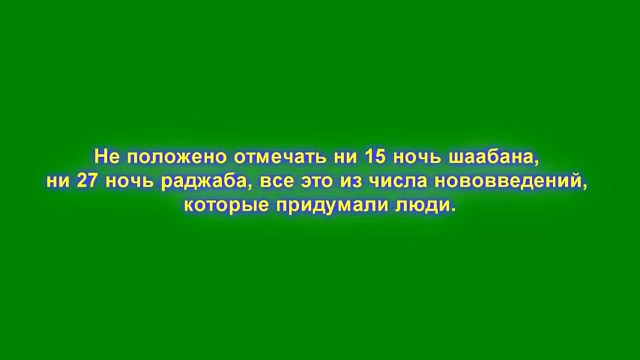 Не положено отмечать ни 15 ночь шаабана,
ни 27 ночь раджаба, все это из числа нововведений,
которые придумали люди.